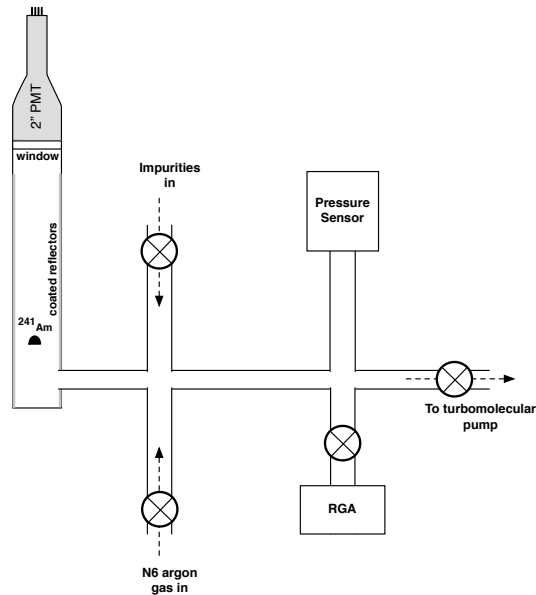 2" PMT
window
coated reflectors
241Am
Impurities
in
Pressure
Sensor
To turbomolecular
pump
RGA
N6 argon
gas in